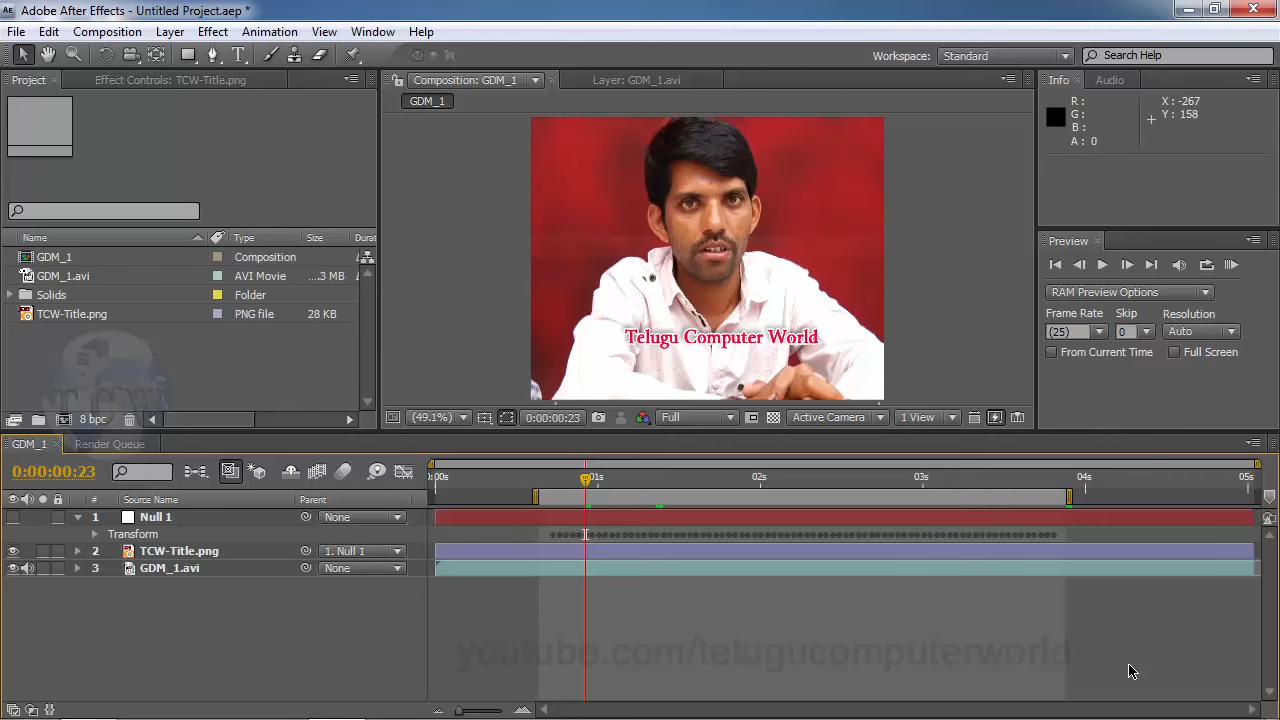 Adobe After Effects - Untitled Project.aep *
File Edit Composition Layer Effect Animation View Window Help
Workspace: Standard Search Help
Project Effect Controls: TCW-Title.png Composition: GDM_1 Layer: GDM_1.avi Info Audio
GDM_1
R: X: -267
G: Y: 158
B:
A: 0
Telugu Computer World
Name Type Size Durat
GDM_1 Composition
GDM_1.avi AVI Movie ....3 MB
Solids Folder
TCW-Title.png PNG file 28 KB
8 bpc
Preview
RAM Preview Options
Frame Rate Skip Resolution
(25) 0 Auto
From Current Time Full Screen
(49.1%) 0:00:00:23 Full Active Camera 1 View
GDM_1 Render Queue
0:00:00:23
:00s 01s 02s 03s 04s 05s
# Source Name Parent
1 Null 1 None
Transform
2 TCW-Title.png 1. Null 1
3 GDM_1.avi None
youtube.com/telugucomputerworld